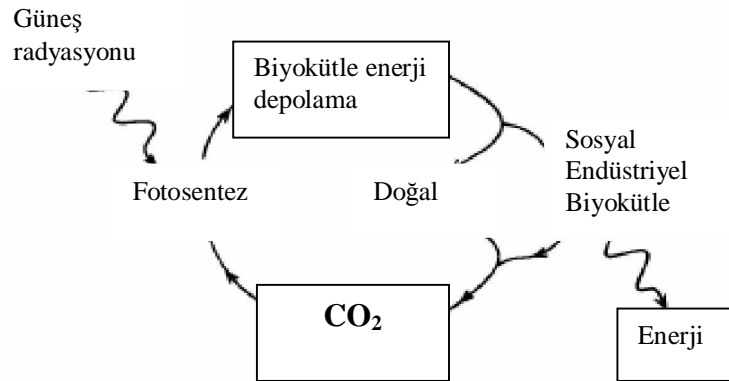 Güneş
radyasyonu
Biyokütle enerji
depolama
Sosyal
Endüstriyel
Biyokütle
Fotosentez
Doğal
CO₂
Enerji